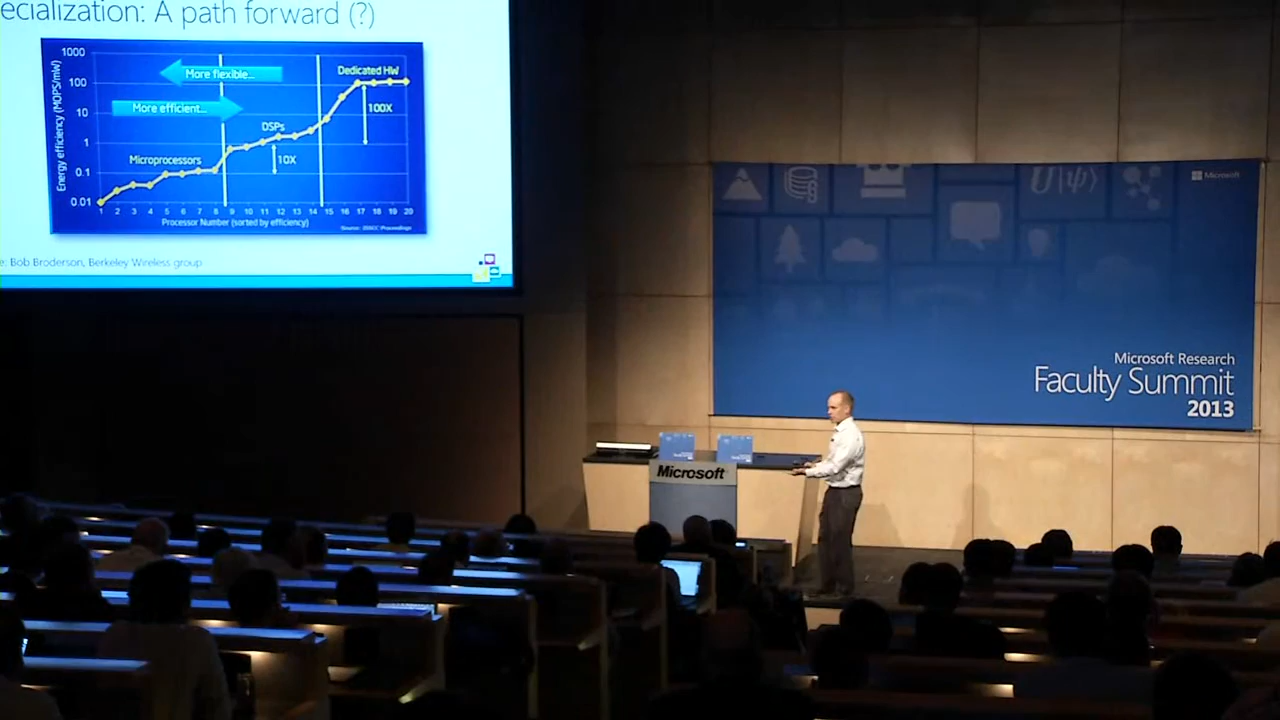 ecialization: A path forward (?)
1000
100
10
1
0.1
0.01
Energy efficiency (MOPS/mW)
More flexible...
More efficient...
Microprocessors
DSPs
Dedicated HW
10X
100X
1 2 3 4 5 6 7 8 9 10 11 12 13 14 15 16 17 18 19 20
Processor Number (sorted by efficiency)
Source: ISSCC Proceedings
e: Bob Broderson, Berkeley Wireless group
U|ψ⟩
Microsoft
Microsoft Research
Faculty Summit
2013
Microsoft